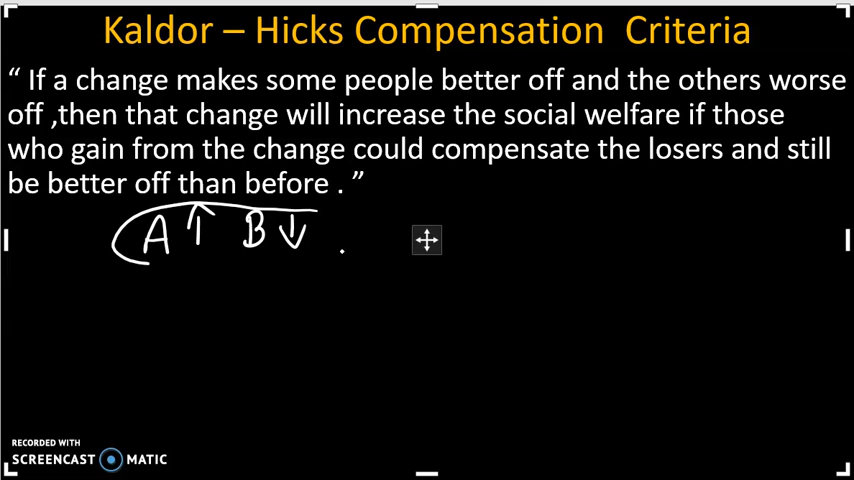 Kaldor – Hicks Compensation Criteria
“ If a change makes some people better off and the others worse
off ,then that change will increase the social welfare if those
who gain from the change could compensate the losers and still
be better off than before . ”
A ↑ B ↓ .
RECORDED WITH
SCREENCAST MATIC